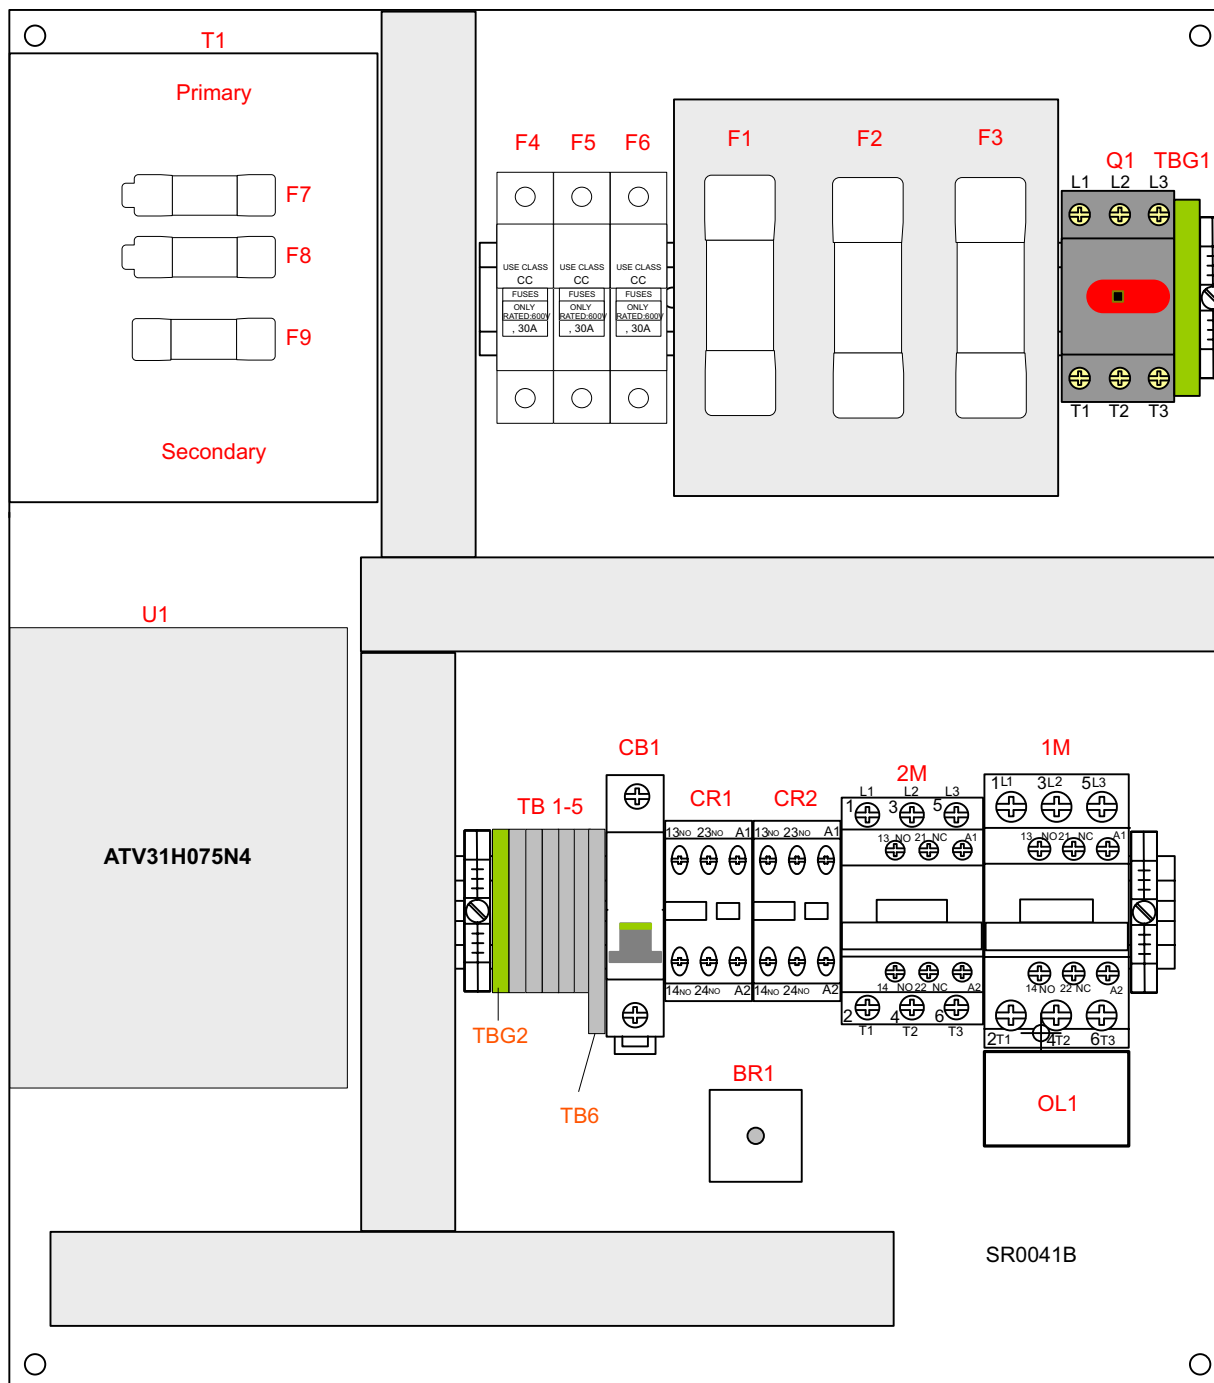 T1
Primary
F7
F8
F9
Secondary
F4 F5 F6
USE CLASS USE CLASS USE CLASS
CC CC CC
FUSES FUSES FUSES
ONLY ONLY ONLY
RATED:600V RATED:600V RATED:600V
, 30A , 30A , 30A
F1 F2 F3
Q1 TBG1
L1 L2 L3
T1 T2 T3
U1
ATV31H075N4
TB 1-5
CB1
CR1
13NO 23NO A1
14NO 24NO A2
CR2
13NO 23NO A1
14NO 24NO A2
2M
L1 L2 L3
1 3 5
13 NO 21 NC A1
14 NO 22 NC A2
2 4 6
T1 T2 T3
1M
1L1 3L2 5L3
13 NO 21 NC A1
14 NO 22 NC A2
2T1 4T2 6T3
TBG2
TB6
BR1
OL1
SR0041B